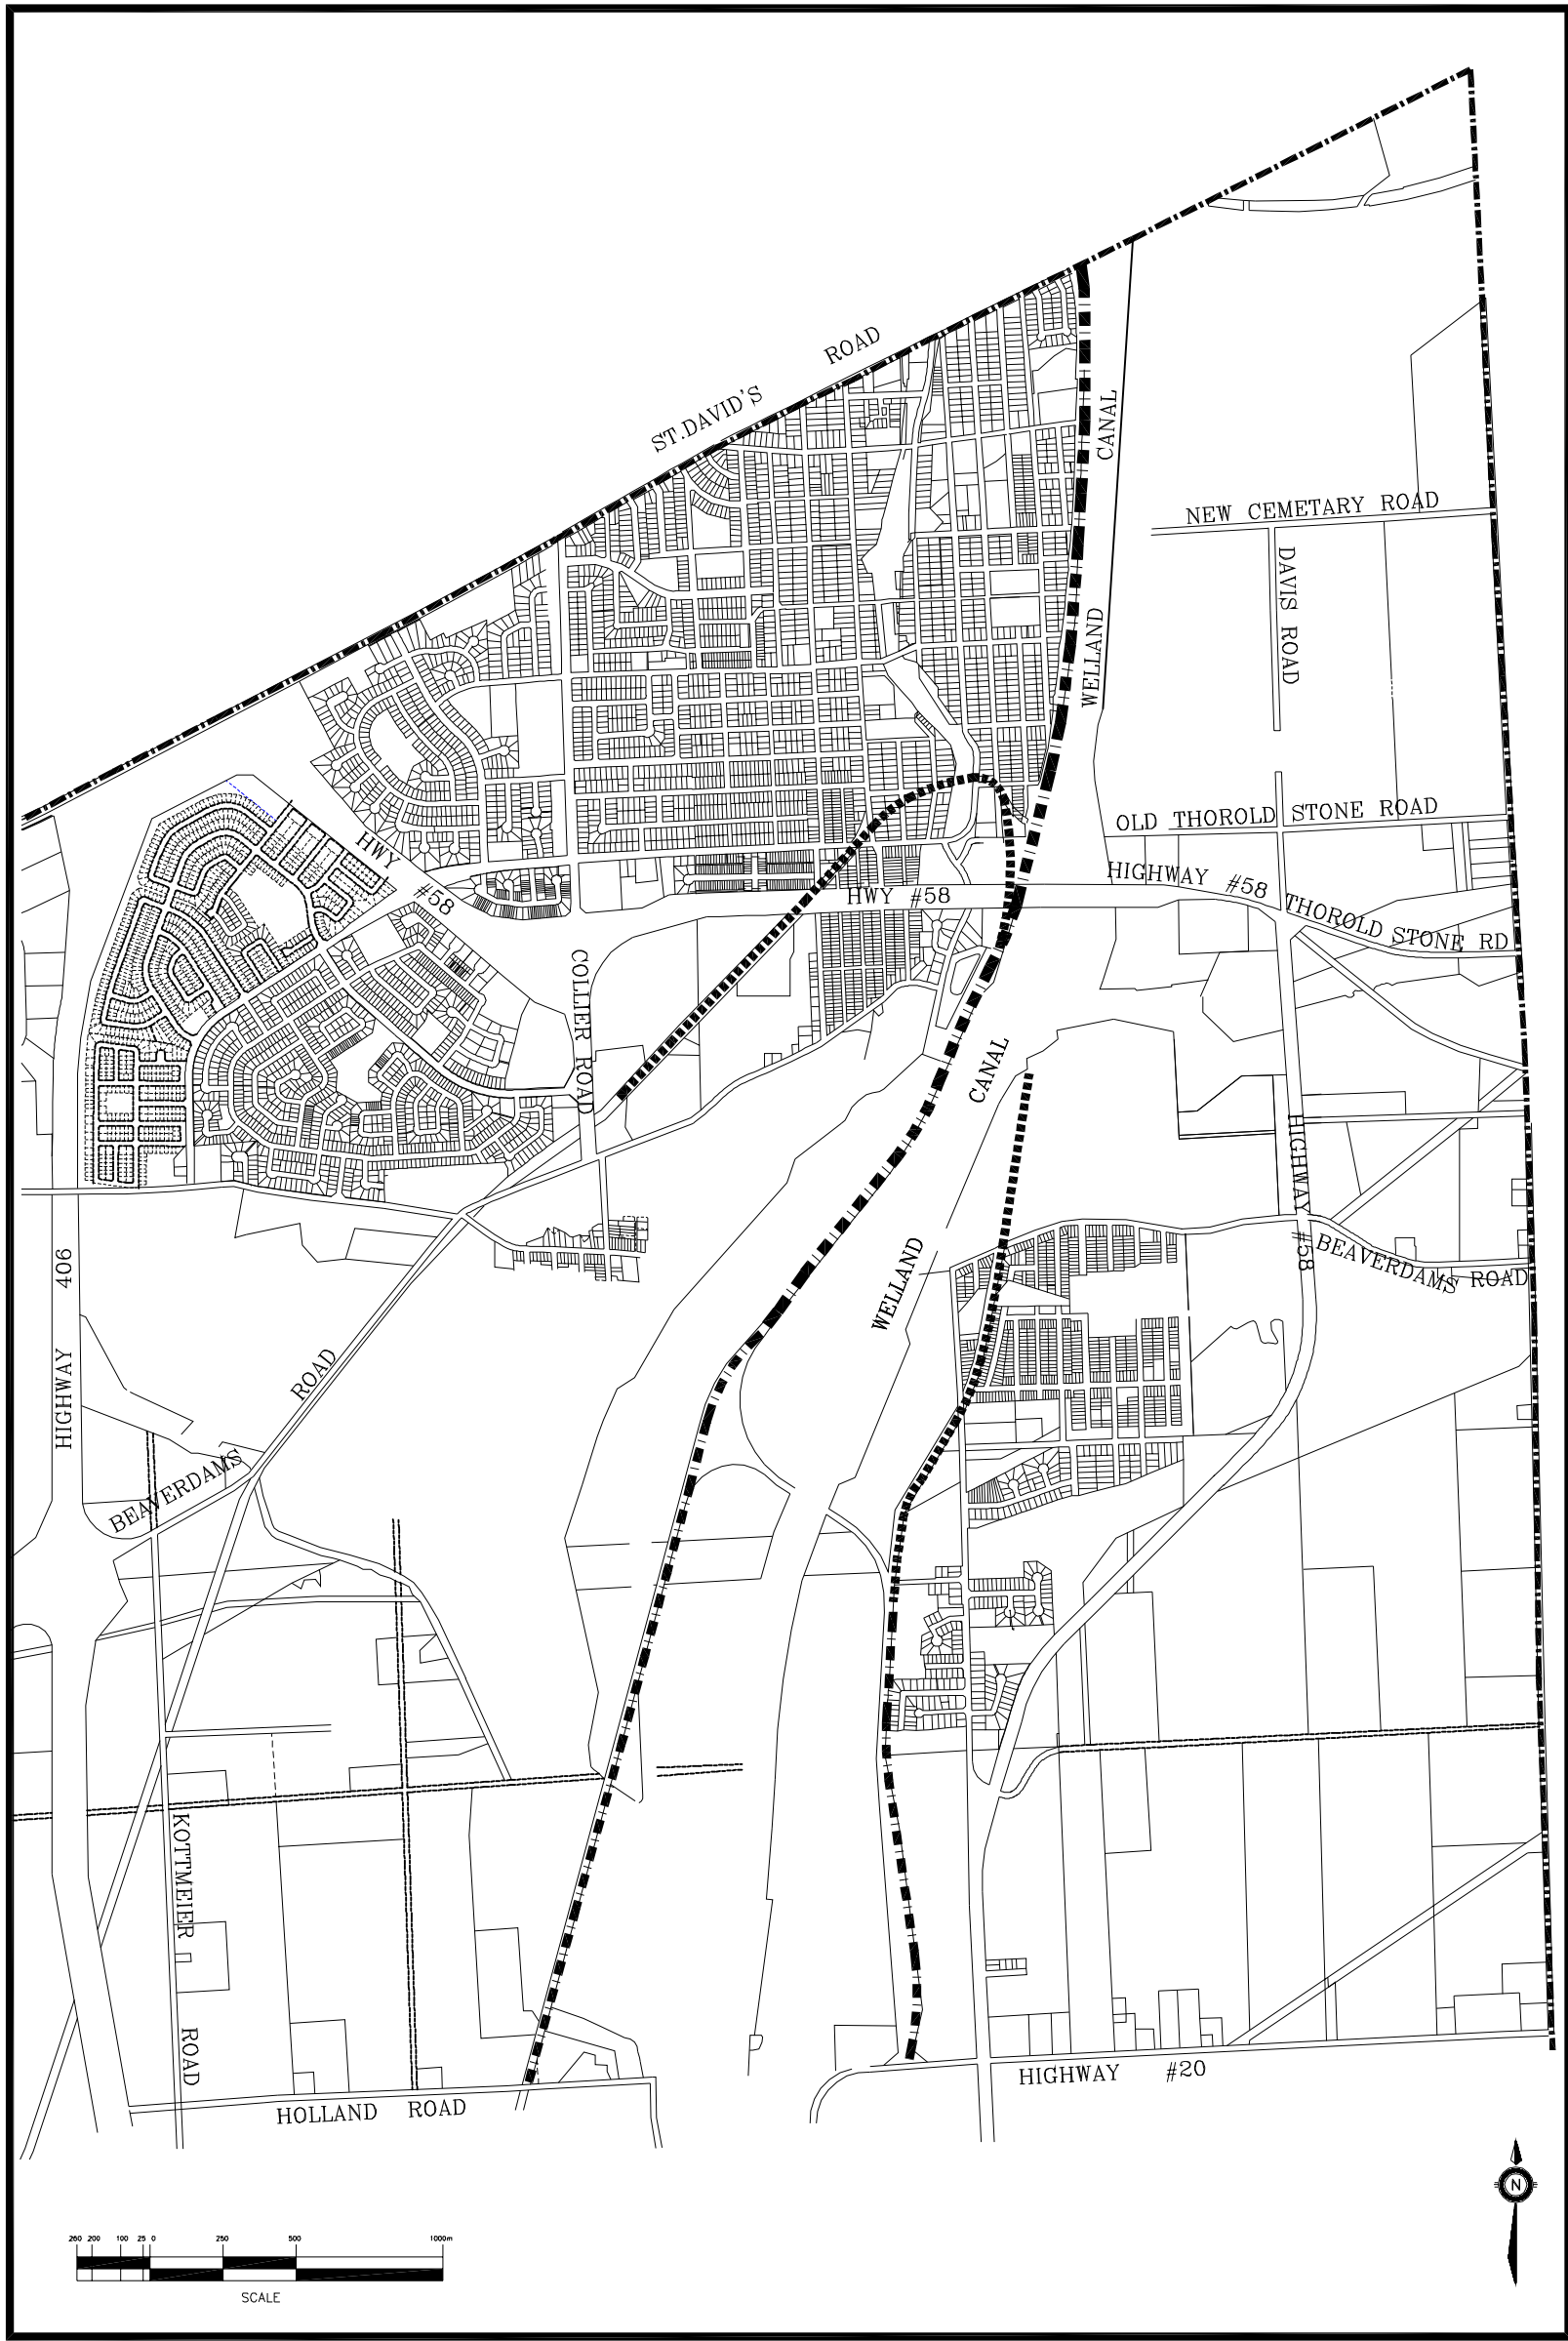 ST.DAVID'S ROAD
WELLAND CANAL
NEW CEMETARY ROAD
DAVIS ROAD
OLD THOROLD STONE ROAD
HWY #58
HWY #58
HIGHWAY #58
THOROLD STONE RD
COLLIER ROAD
WELLAND CANAL
HIGHWAY #58
BEAVERDAMS ROAD
HIGHWAY 406
BEAVERDAMS ROAD
KOTTMEIER ROAD
HOLLAND ROAD
HIGHWAY #20
N
260 200 100 25 0 250 500 1000m
SCALE